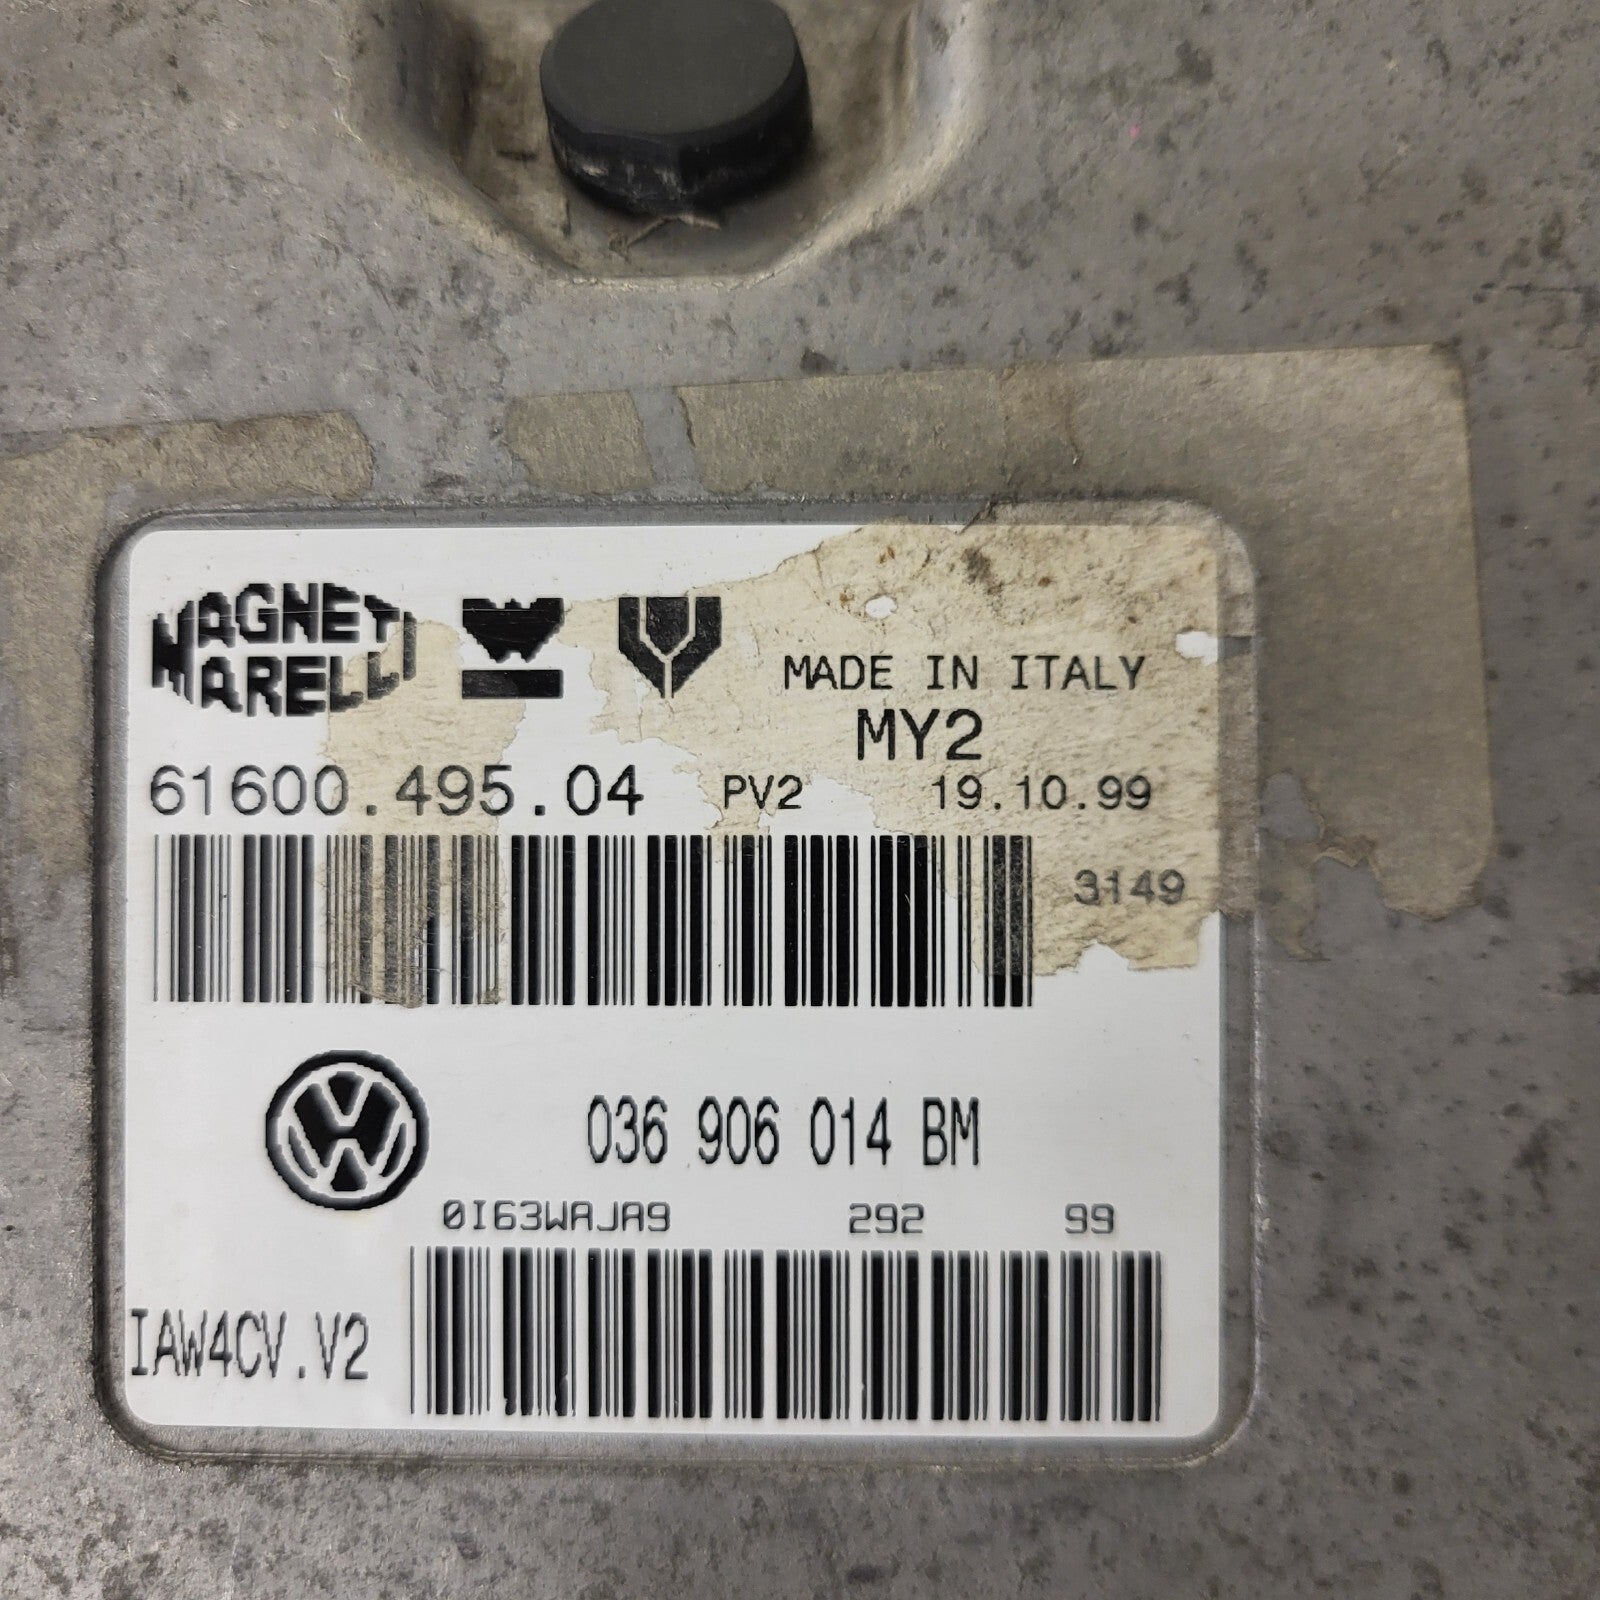 MAGNETI
MARELLI
MADE IN ITALY
MY2
61600.495.04 PV2 19.10.99
3149
036 906 014 BM
0I63WAJA9 292 99
IAW4CV.V2